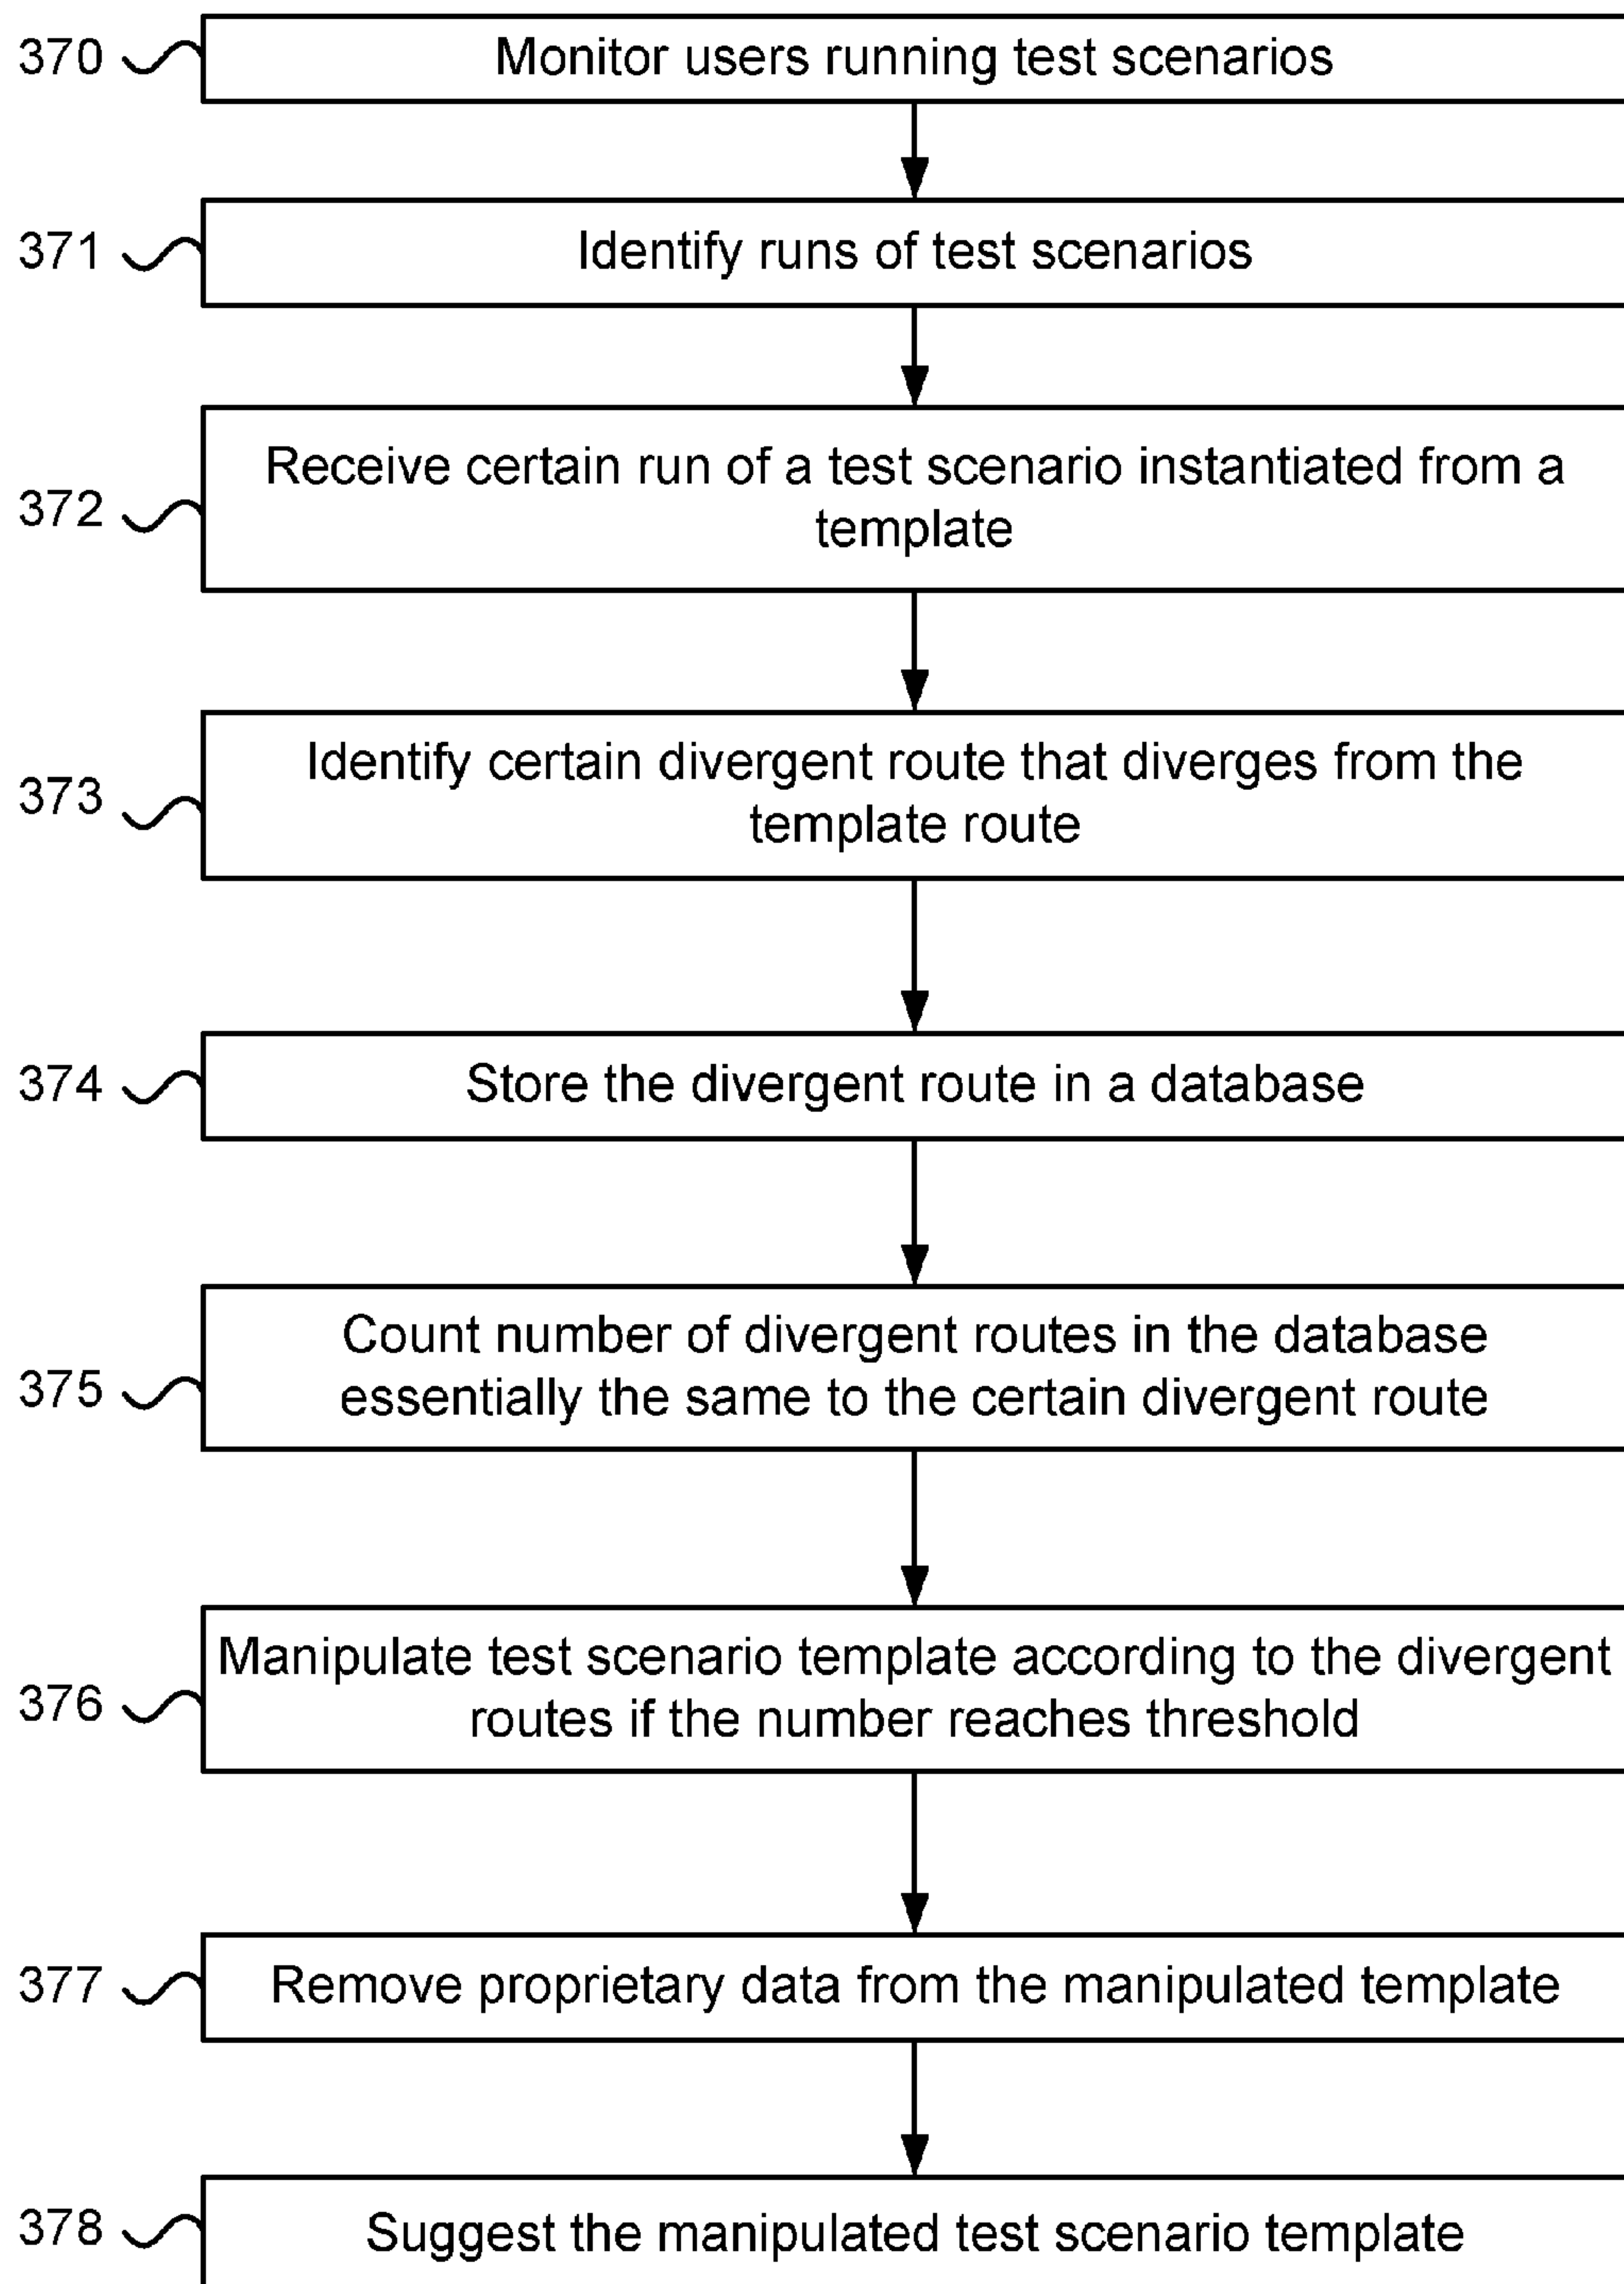 370
Monitor users running test scenarios
371
Identify runs of test scenarios
372
Receive certain run of a test scenario instantiated from a
template
373
Identify certain divergent route that diverges from the
template route
374
Store the divergent route in a database
375
Count number of divergent routes in the database
essentially the same to the certain divergent route
376
Manipulate test scenario template according to the divergent
routes if the number reaches threshold
377
Remove proprietary data from the manipulated template
378
Suggest the manipulated test scenario template